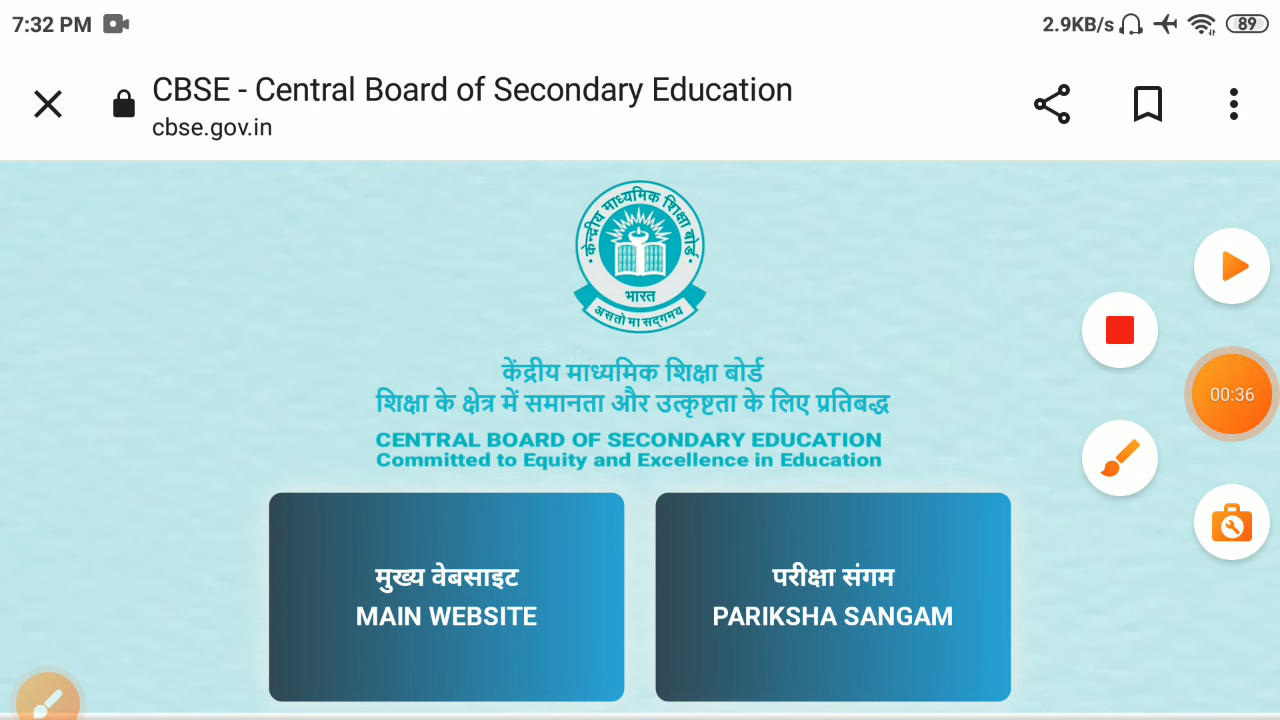 7:32 PM
2.9KB/s
89
CBSE - Central Board of Secondary Education
cbse.gov.in
केन्द्रीय माध्यमिक शिक्षा बोर्ड
भारत
असतो मा सद्गमय
केंद्रीय माध्यमिक शिक्षा बोर्ड
शिक्षा के क्षेत्र में समानता और उत्कृष्टता के लिए प्रतिबद्ध
CENTRAL BOARD OF SECONDARY EDUCATION
Committed to Equity and Excellence in Education
00:36
मुख्य वेबसाइट
MAIN WEBSITE
परीक्षा संगम
PARIKSHA SANGAM